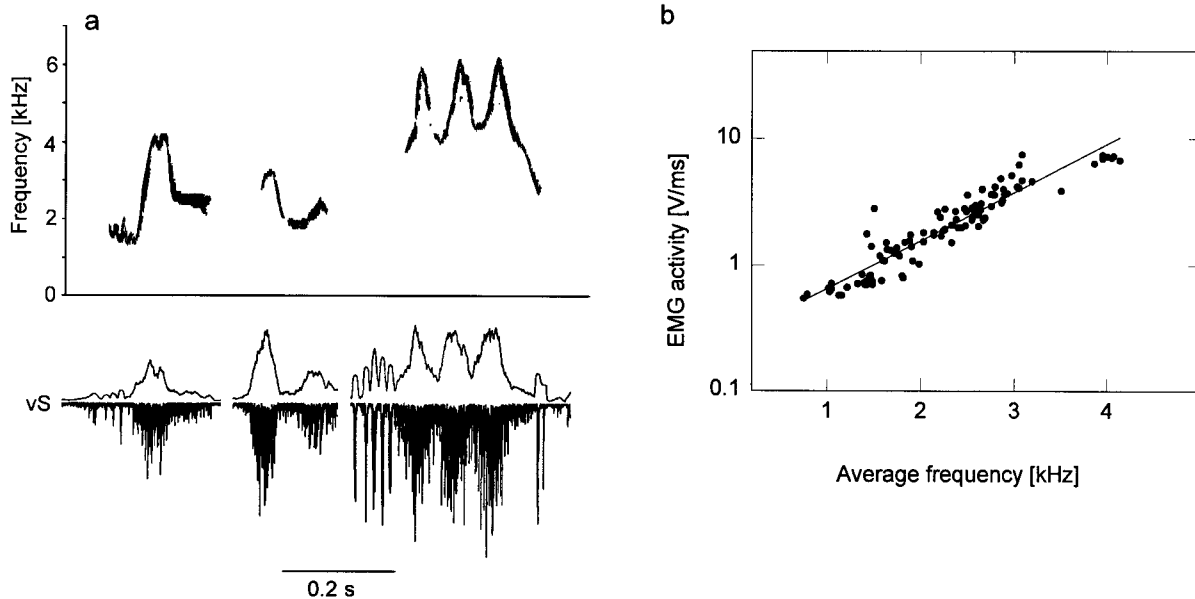 a
Frequency [kHz]
6
4
2
0
vS
0.2 s
b
EMG activity [V/ms]
10
1
0.1
1 2 3 4
Average frequency [kHz]